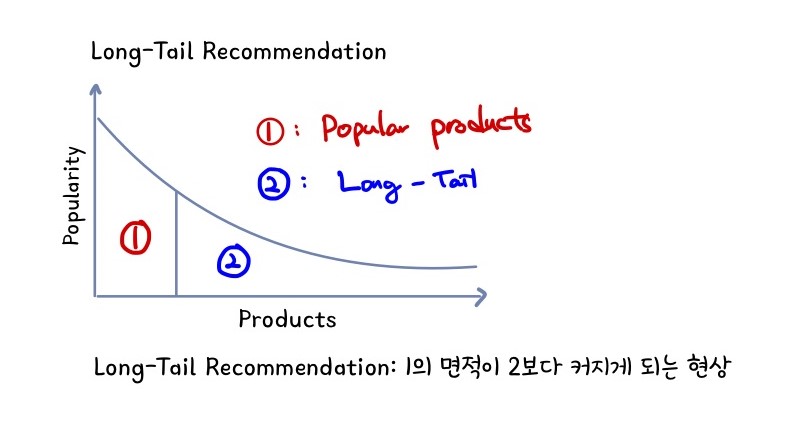 Long-Tail Recommendation
① : Popular products
② : Long-Tail
Popularity
①
②
Products
Long-Tail Recommendation: 1의 면적이 2보다 커지게 되는 현상